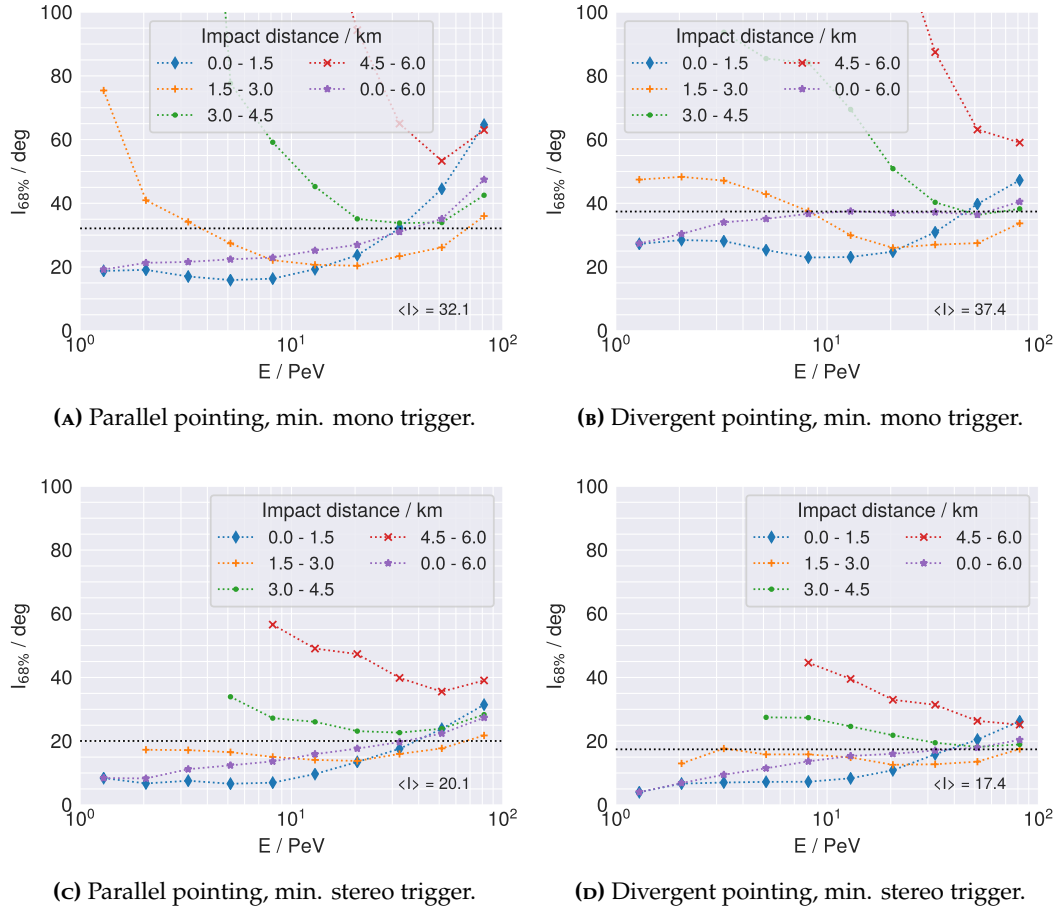 100
80
60
40
20
0
I68% / deg
Impact distance / km
0.0 - 1.5
1.5 - 3.0
3.0 - 4.5
4.5 - 6.0
0.0 - 6.0
<I> = 32.1
10^0
10^1
10^2
E / PeV
(A) Parallel pointing, min. mono trigger.
100
80
60
40
20
0
I68% / deg
Impact distance / km
0.0 - 1.5
1.5 - 3.0
3.0 - 4.5
4.5 - 6.0
0.0 - 6.0
<I> = 37.4
10^0
10^1
10^2
E / PeV
(B) Divergent pointing, min. mono trigger.
100
80
60
40
20
0
I68% / deg
Impact distance / km
0.0 - 1.5
1.5 - 3.0
3.0 - 4.5
4.5 - 6.0
0.0 - 6.0
<I> = 20.1
10^0
10^1
10^2
E / PeV
(C) Parallel pointing, min. stereo trigger.
100
80
60
40
20
0
I68% / deg
Impact distance / km
0.0 - 1.5
1.5 - 3.0
3.0 - 4.5
4.5 - 6.0
0.0 - 6.0
<I> = 17.4
10^0
10^1
10^2
E / PeV
(D) Divergent pointing, min. stereo trigger.